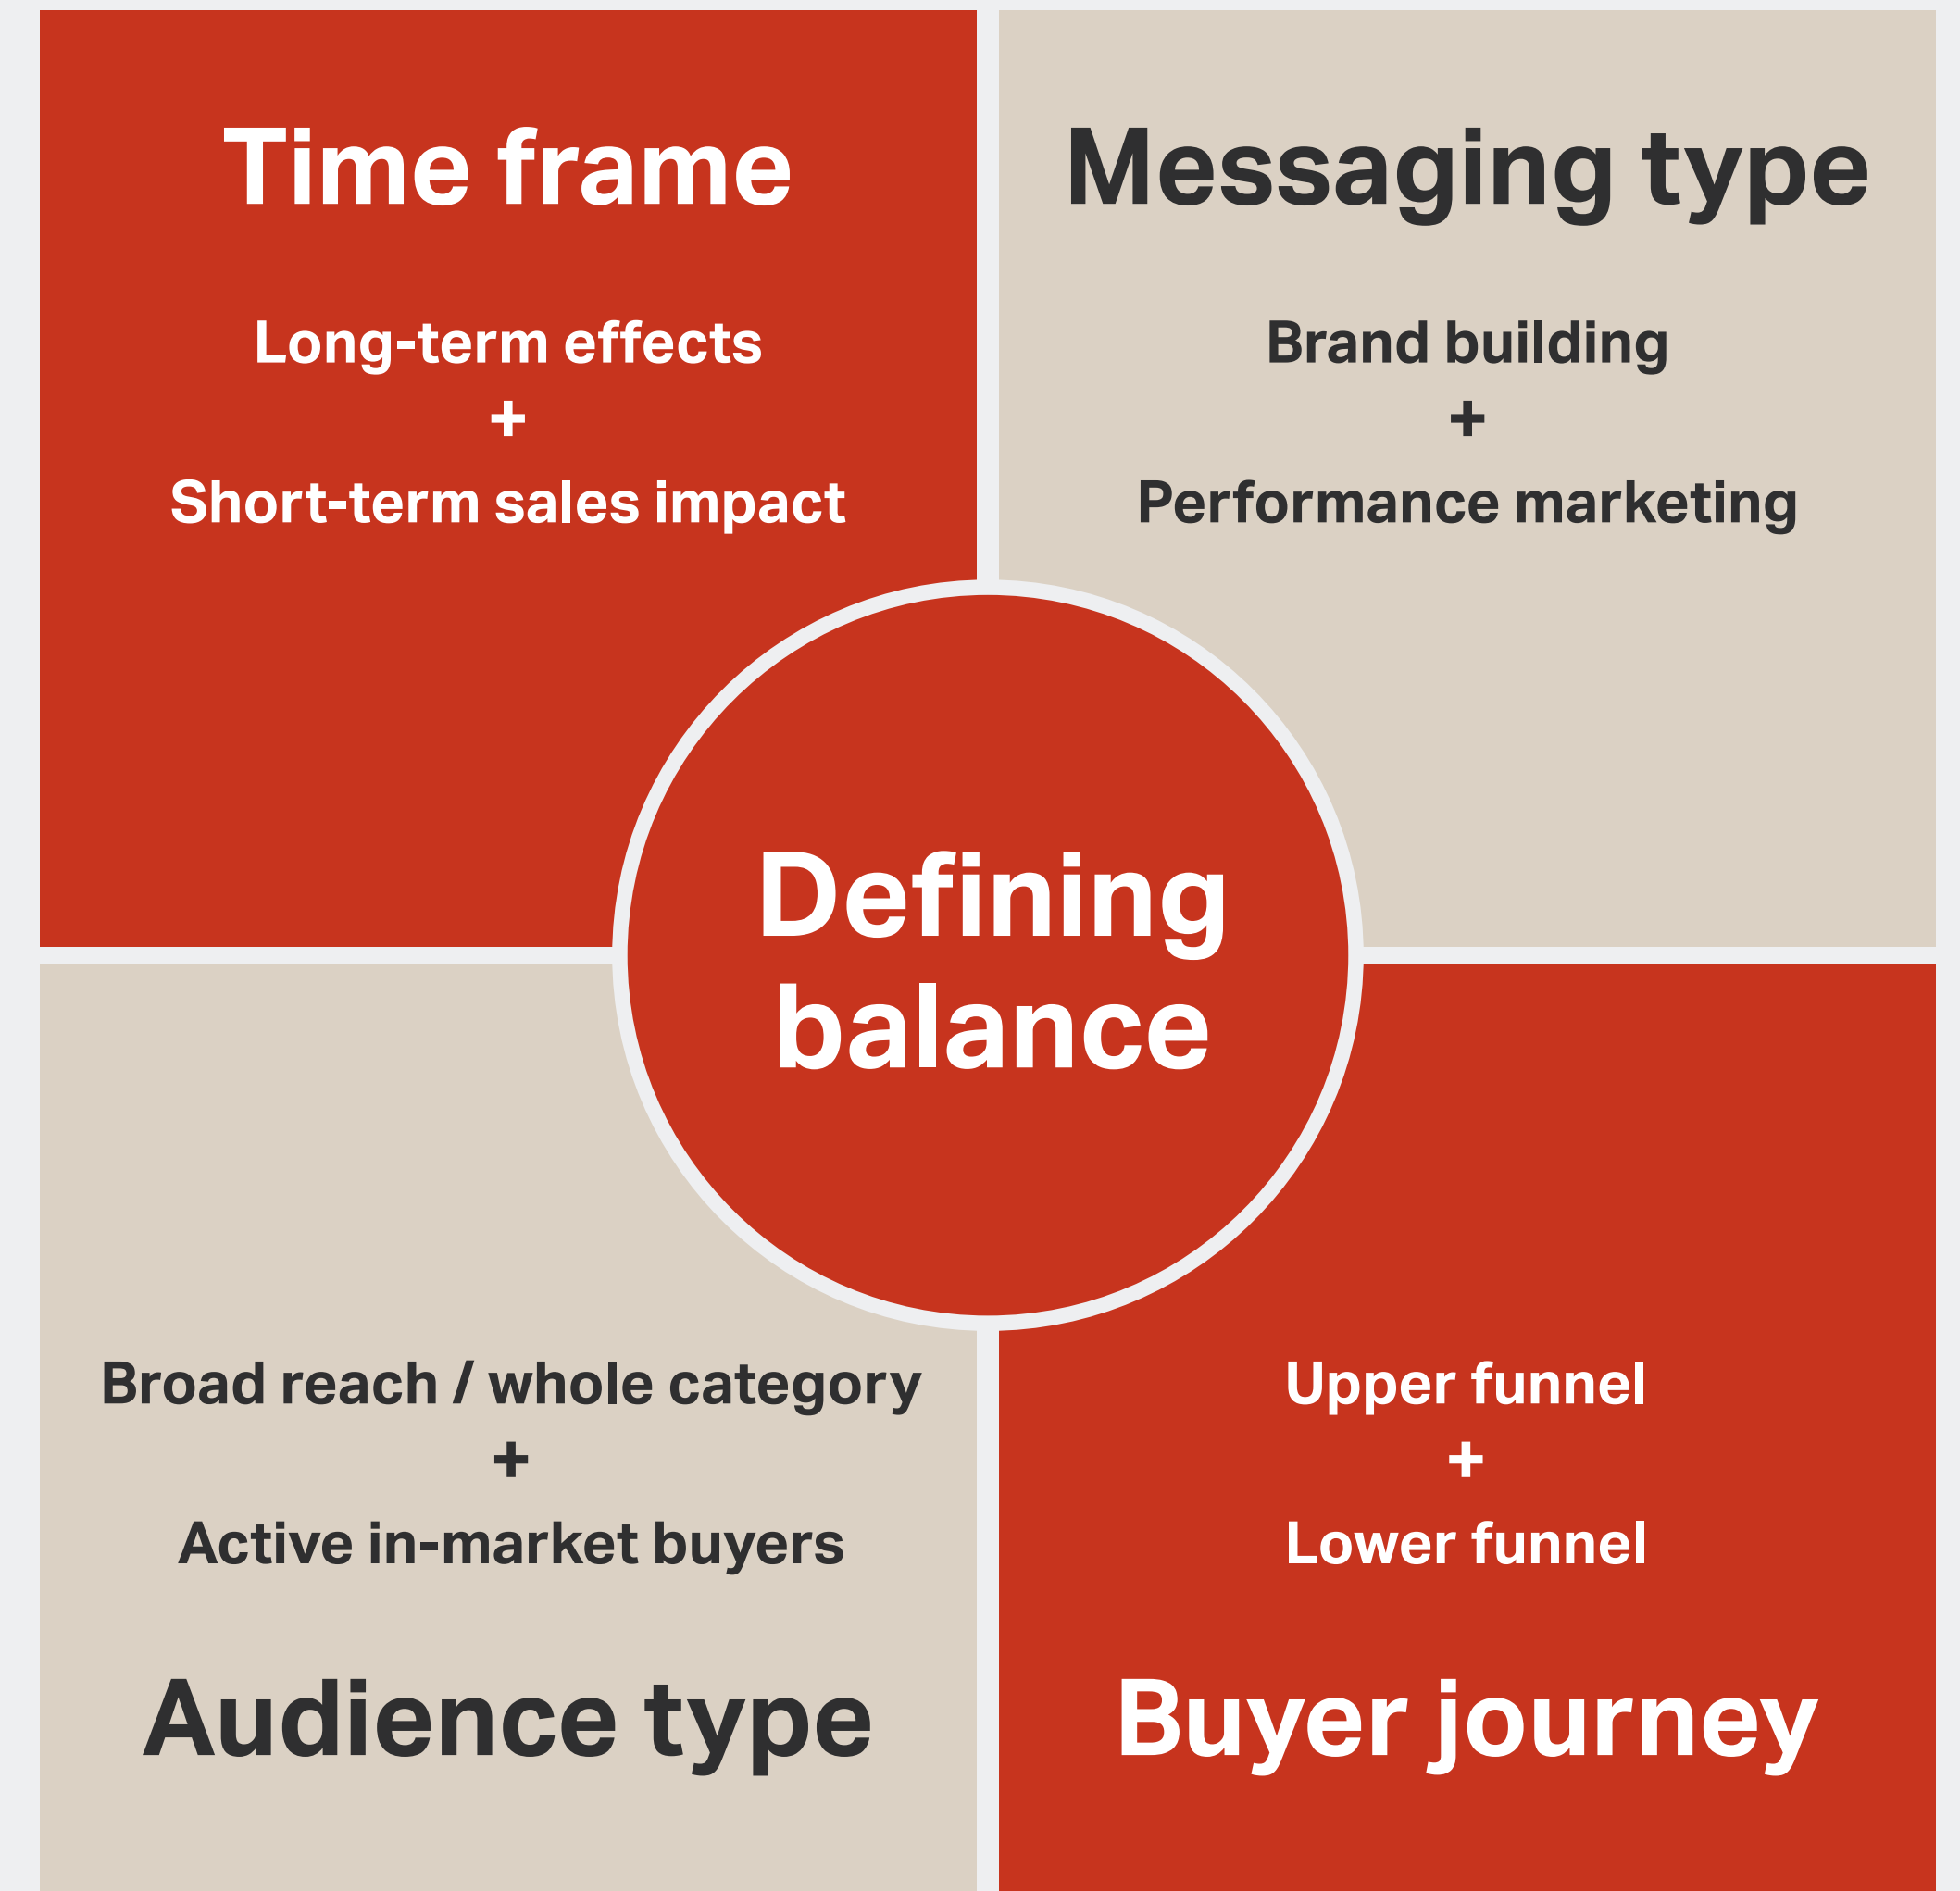 Time frame
Long-term effects
+
Short-term sales impact
Messaging type
Brand building
+
Performance marketing
Defining
balance
Broad reach / whole category
+
Active in-market buyers
Audience type
Upper funnel
+
Lower funnel
Buyer journey